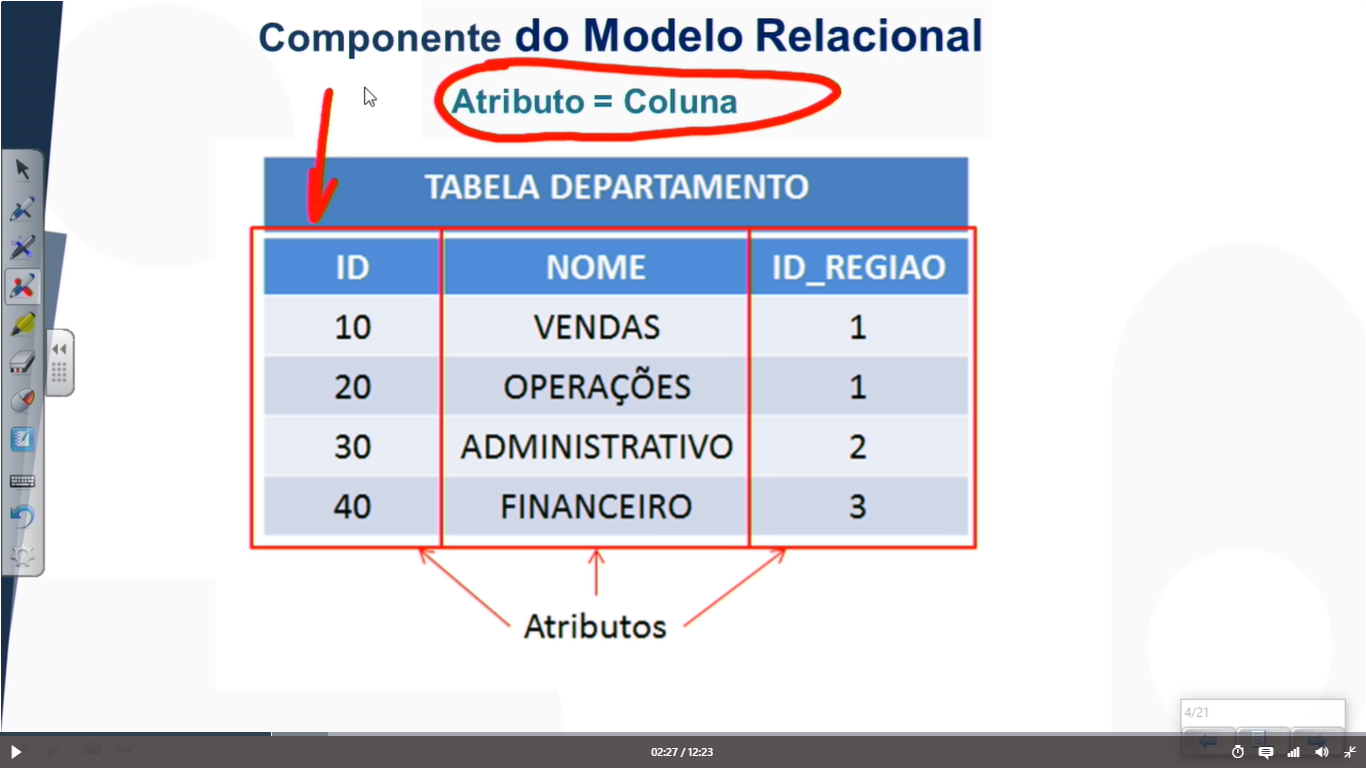 Componente do Modelo Relacional
Atributo = Coluna
TABELA DEPARTAMENTO
ID NOME ID_REGIAO
10 VENDAS 1
20 OPERAÇÕES 1
30 ADMINISTRATIVO 2
40 FINANCEIRO 3
Atributos
4/21
02:27 / 12:23